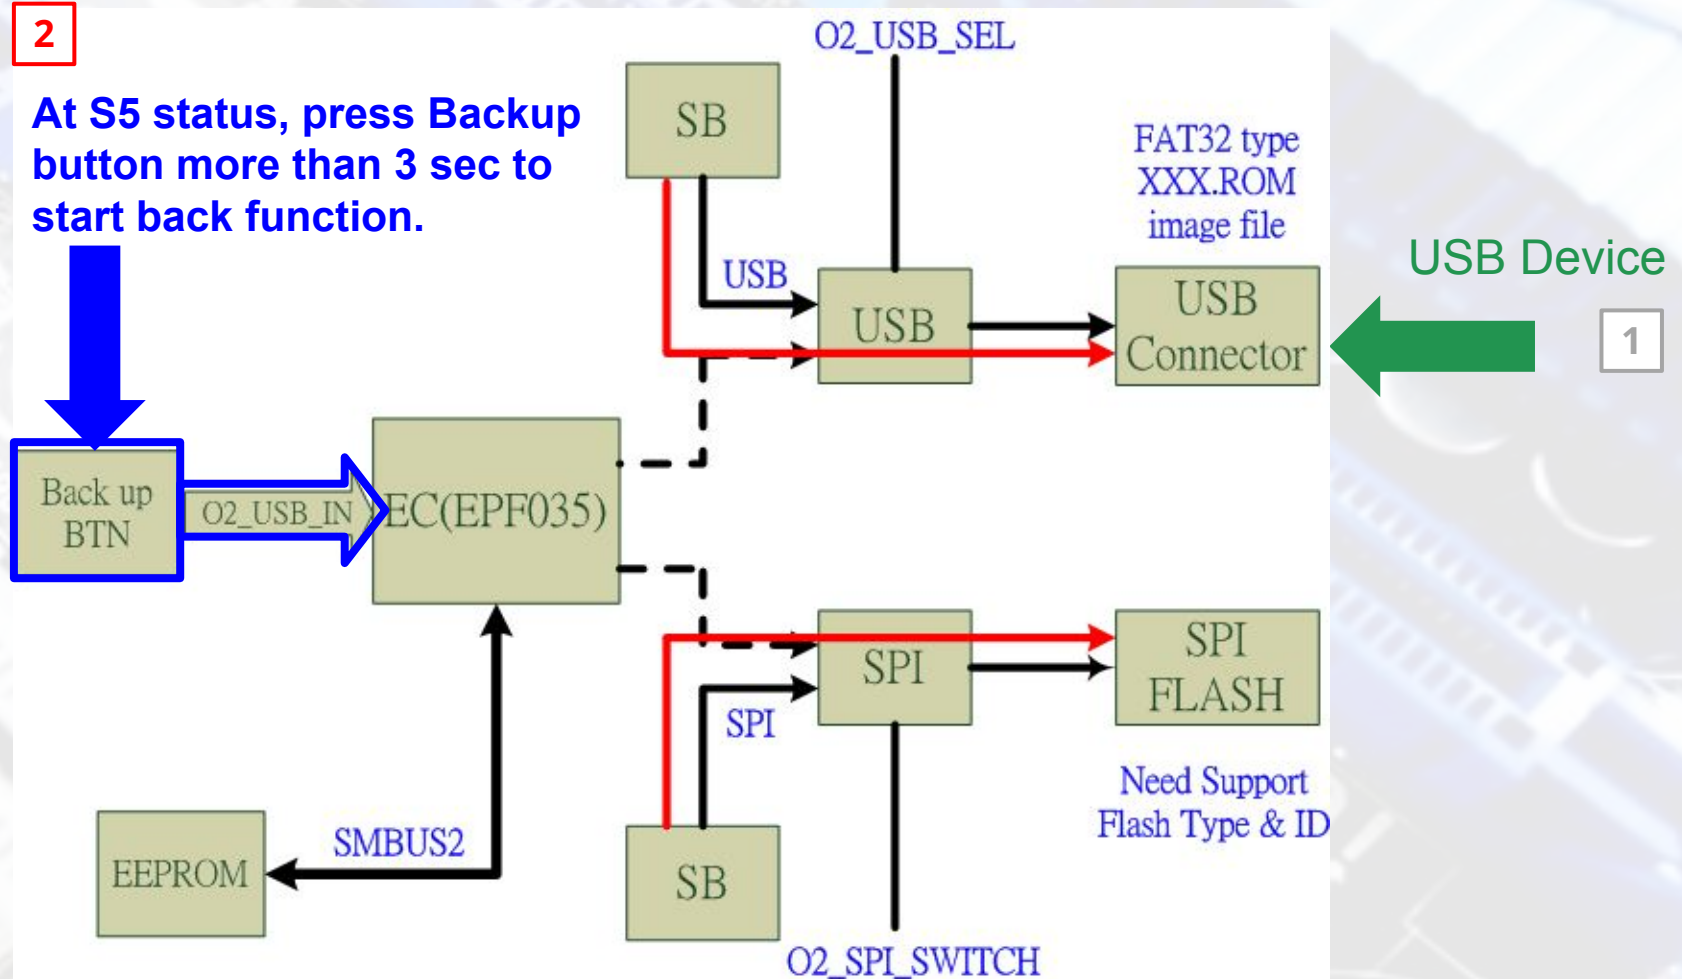 2
At S5 status, press Backup
button more than 3 sec to
start back function.
O2_USB_SEL
SB
FAT32 type
XXX.ROM
image file
USB Device
1
USB
USB
USB
Connector
Back up
BTN
O2_USB_IN
EC(EPF035)
SPI
SPI
FLASH
SPI
Need Support
Flash Type & ID
SMBUS2
EEPROM
SB
O2_SPI_SWITCH